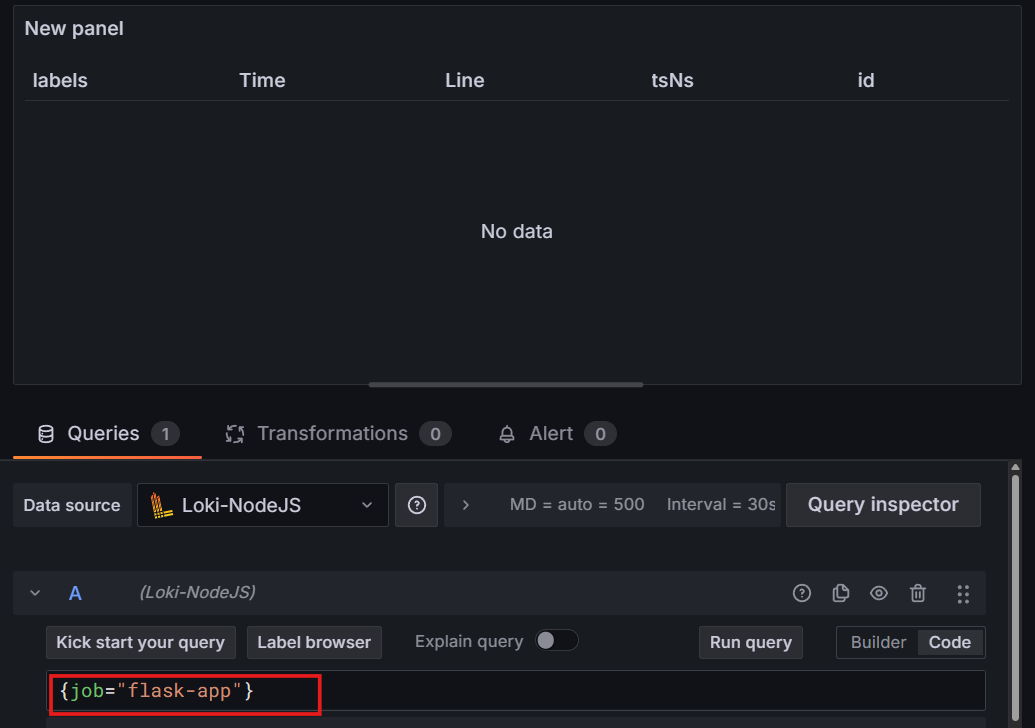 New panel
labels Time Line tsNs id
No data
Queries 1 Transformations 0 Alert 0
Data source Loki-NodeJS ? > MD = auto = 500 Interval = 30s Query inspector
A (Loki-NodeJS) ?
Kick start your query Label browser Explain query Run query Builder Code
{job="flask-app"}